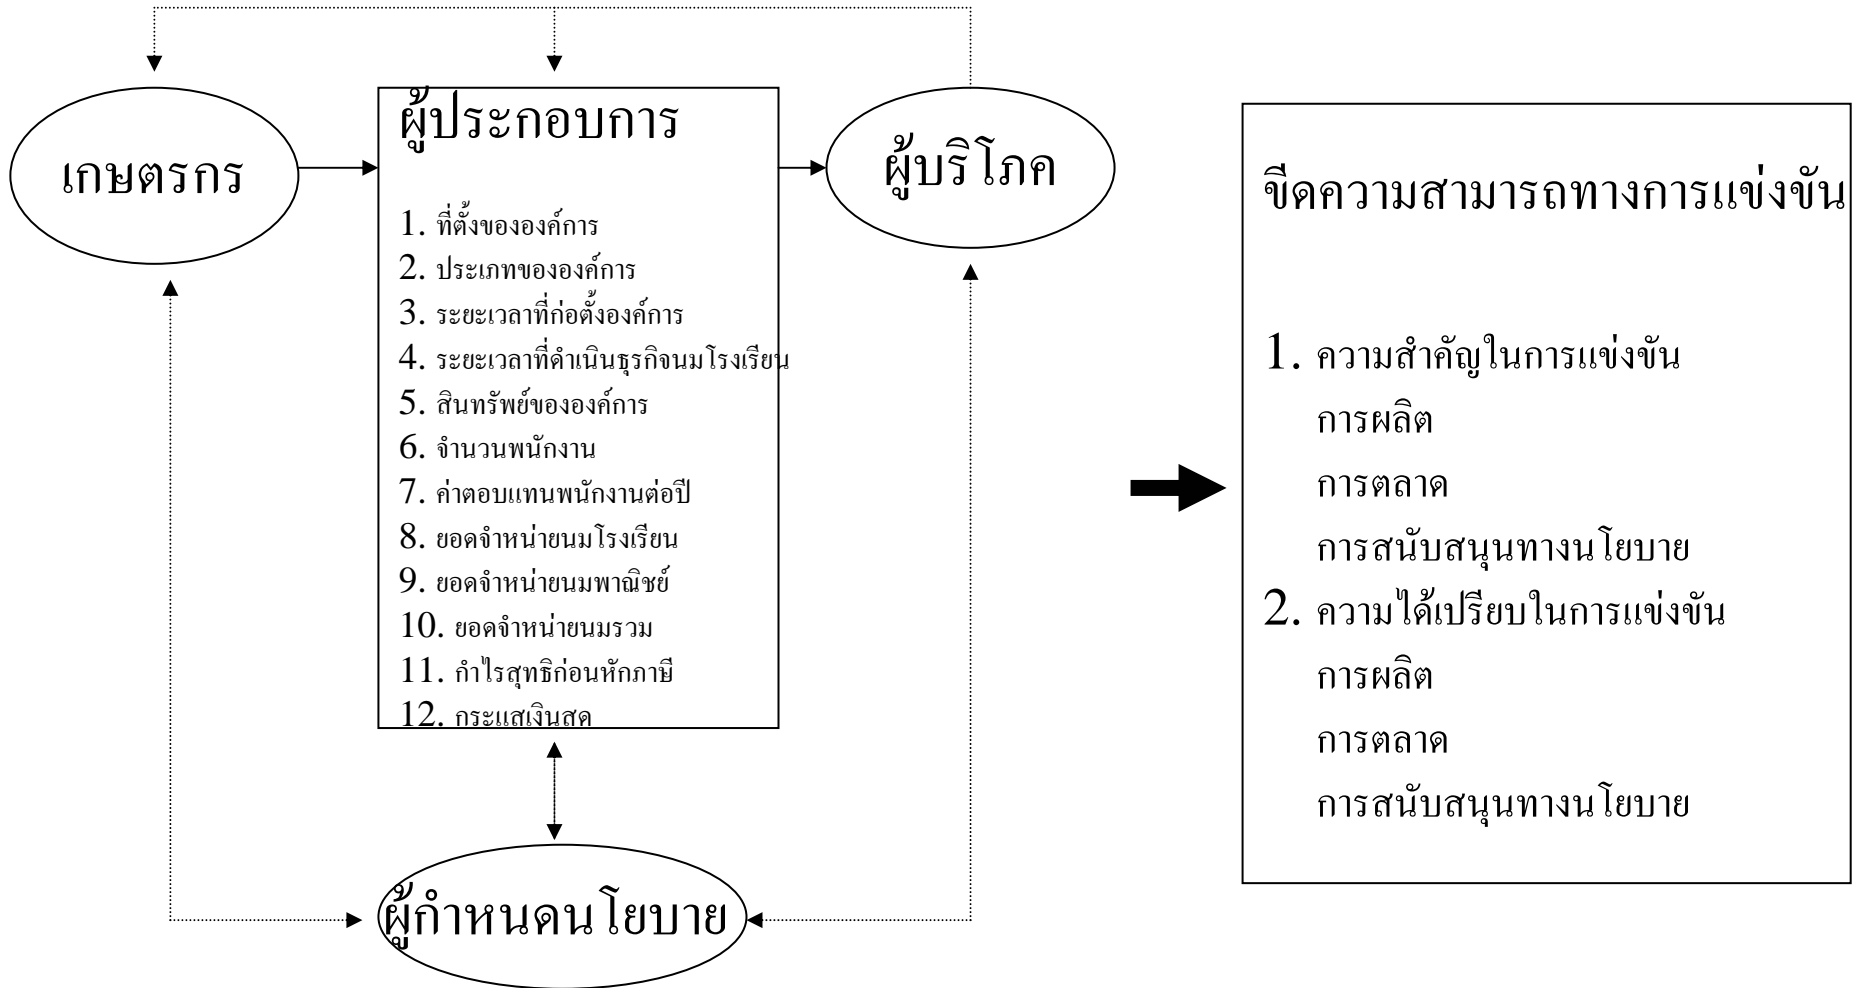 เกษตรกร
ผู้ประกอบการ
1. ที่ตั้งขององค์การ
2. ประเภทขององค์การ
3. ระยะเวลาที่ก่อตั้งองค์การ
4. ระยะเวลาที่ดำเนินธุรกิจนมโรงเรียน
5. สินทรัพย์ขององค์การ
6. จำนวนพนักงาน
7. ค่าตอบแทนพนักงานต่อปี
8. ยอดจำหน่ายนมโรงเรียน
9. ยอดจำหน่ายนมพาณิชย์
10. ยอดจำหน่ายนมรวม
11. กำไรสุทธิก่อนหักภาษี
12. กระแสเงินสด
ผู้บริโภค
ผู้กำหนดนโยบาย
ขีดความสามารถทางการแข่งขัน
1. ความสำคัญในการแข่งขัน
การผลิต
การตลาด
การสนับสนุนทางนโยบาย
2. ความได้เปรียบในการแข่งขัน
การผลิต
การตลาด
การสนับสนุนทางนโยบาย